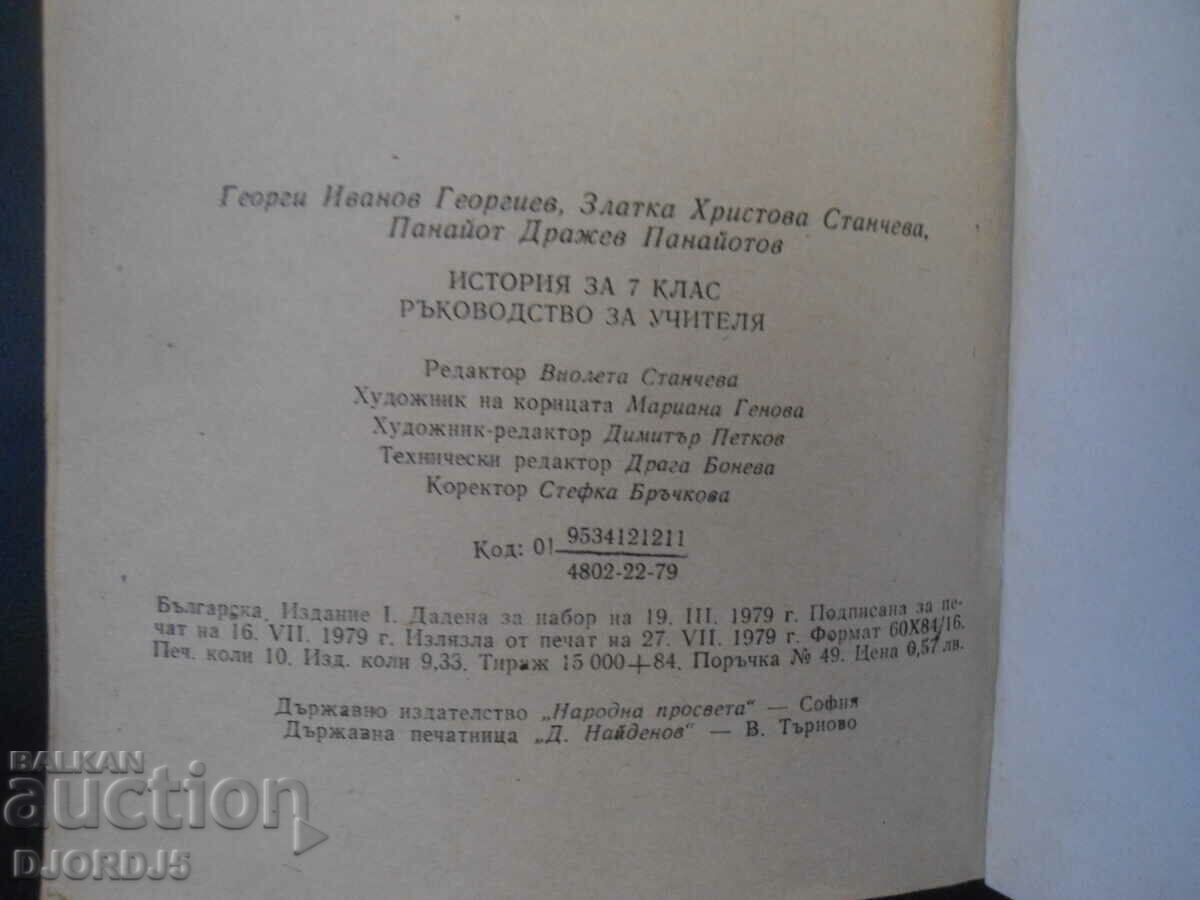 Георги Иванов Георгиев, Златка Христова Станчева,
Панайот Дражев Панайотов
ИСТОРИЯ ЗА 7 КЛАС
РЪКОВОДСТВО ЗА УЧИТЕЛЯ
Редактор Виолета Станчева
Художник на корицата Мариана Генова
Художник-редактор Димитър Петков
Технически редактор Драга Бонева
Коректор Стефка Бръчкова
Код: 01 9534121211
4802-22-79
Българска. Издание I. Дадена за набор на 19. III. 1979 г. Подписана за пе-
чат на 16. VII. 1979 г. Излязла от печат на 27. VII. 1979 г. Формат 60X84/16.
Печ. коли 10. Изд. коли 9,33. Тираж 15 000+84. Поръчка № 49. Цена 0,57 лв.
Държавно издателство „Народна просвета“ — София
Държавна печатница „Д. Найденов“ — В. Търново
BALKAN
auction
DJORDJ5